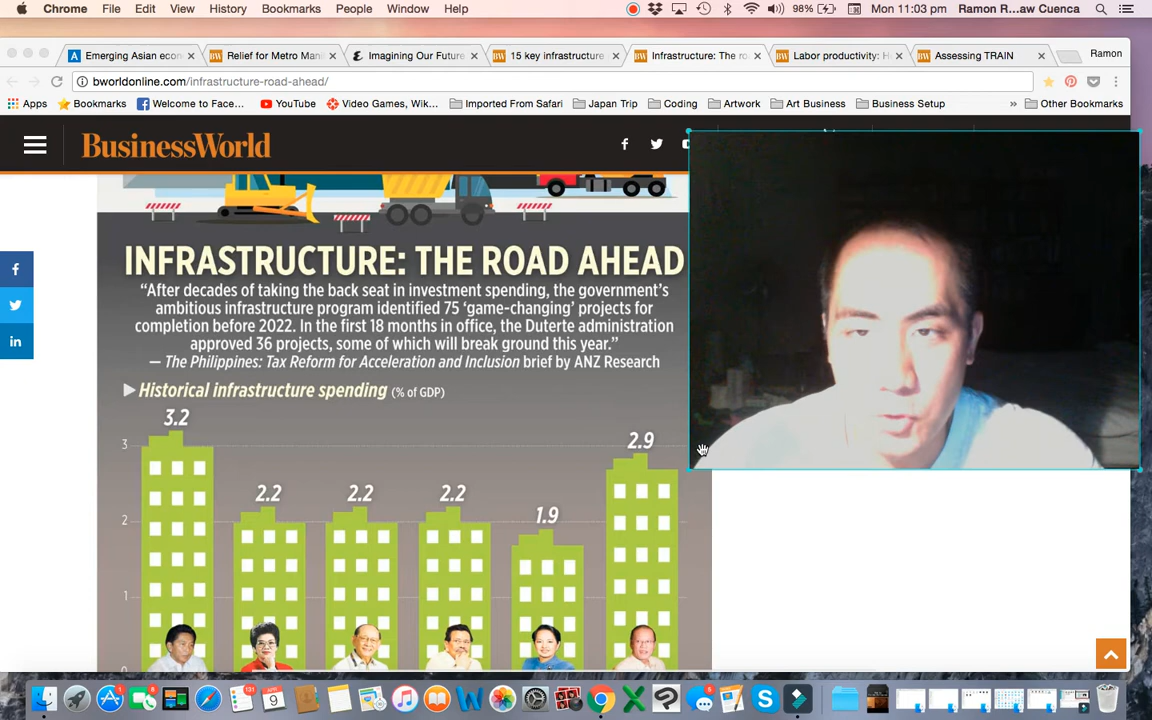 Chrome File Edit View History Bookmarks People Window Help 98% Mon 11:03 pm Ramon R...aw Cuenca
Emerging Asian econ
Relief for Metro Man
Imagining Our Future
15 key infrastructure
Infrastructure: The ro
Labor productivity: H
Assessing TRAIN
Ramon
bworldonline.com/infrastructure-road-ahead/
Apps Bookmarks Welcome to Face... YouTube Video Games, Wik... Imported From Safari Japan Trip Coding Artwork Art Business Business Setup » Other Bookmarks
BusinessWorld
INFRASTRUCTURE: THE ROAD AHEAD
“After decades of taking the back seat in investment spending, the government’s
ambitious infrastructure program identified 75 ‘game-changing’ projects for
completion before 2022. In the first 18 months in office, the Duterte administration
approved 36 projects, some of which will break ground this year.”
— The Philippines: Tax Reform for Acceleration and Inclusion brief by ANZ Research
Historical infrastructure spending (% of GDP)
3.2
2.9
3
2.2
2.2
2.2
1.9
2
1
0
APR
9